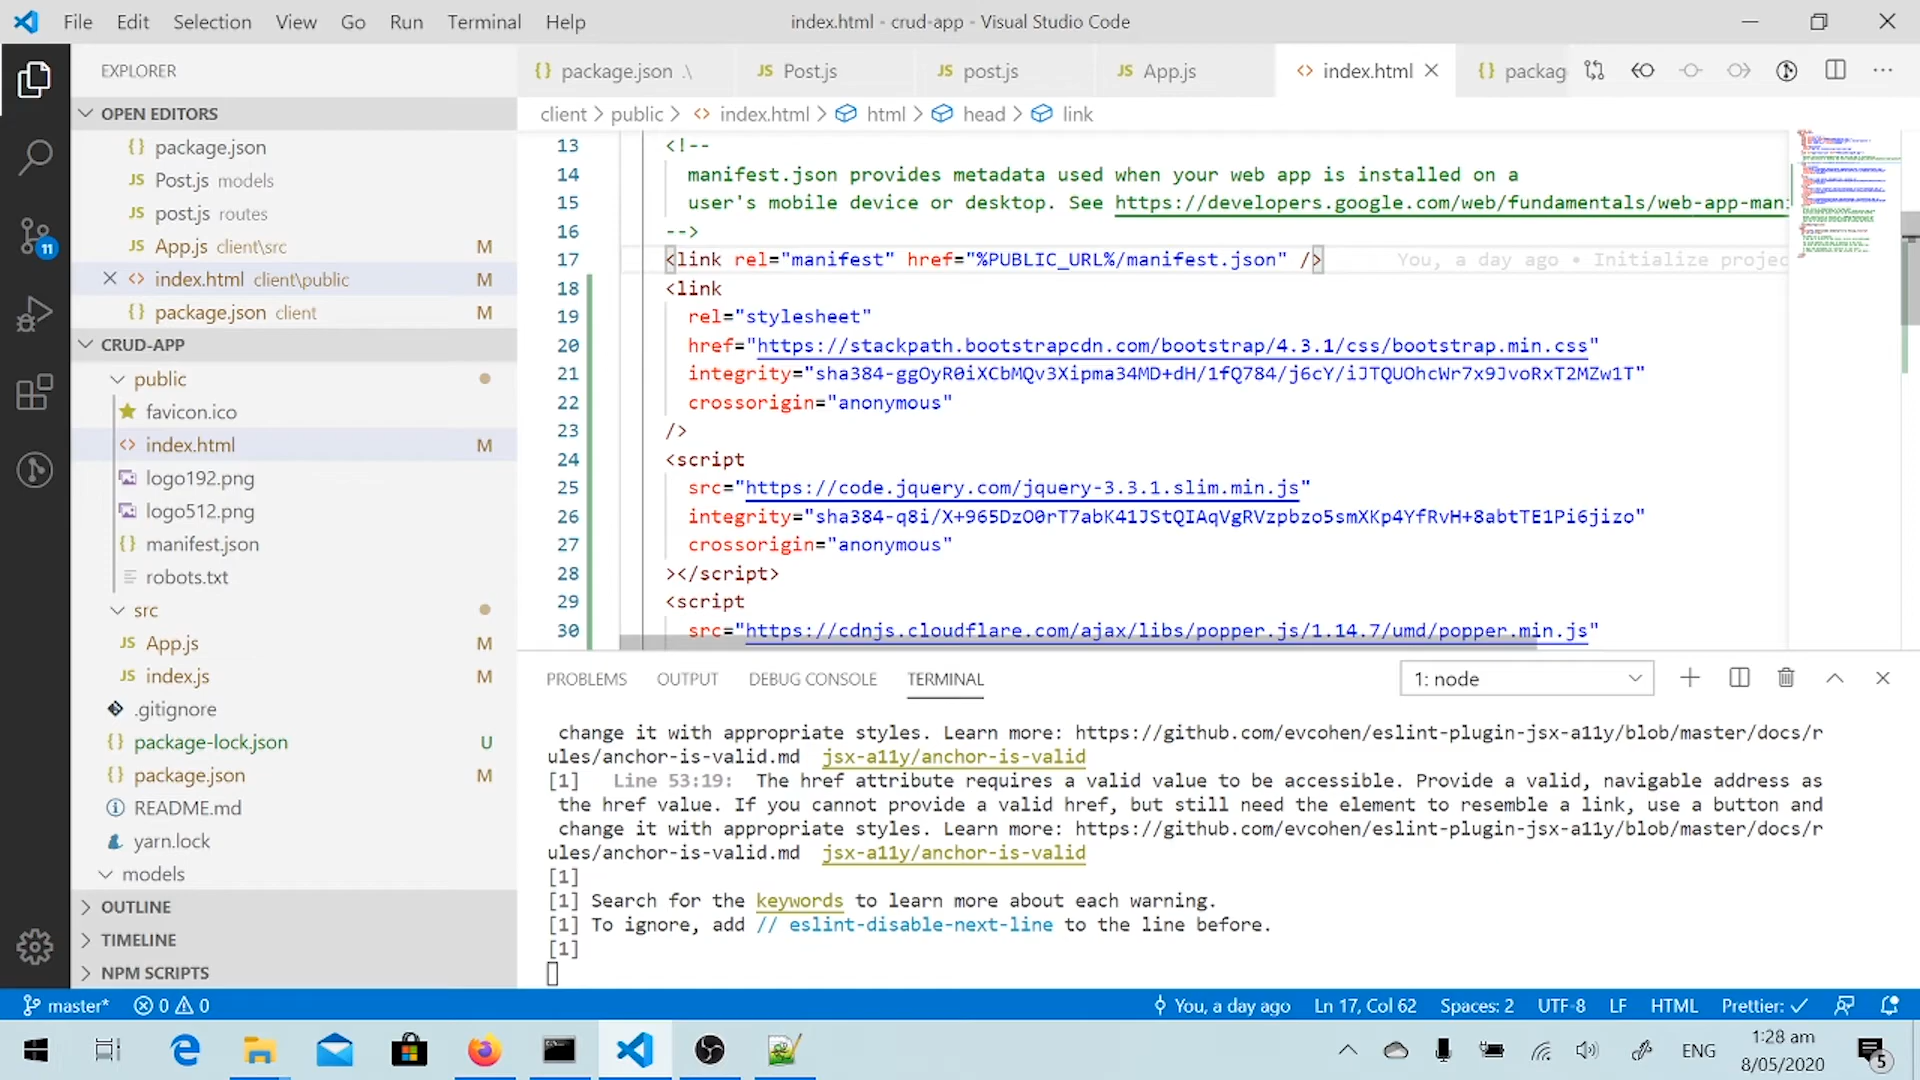 File Edit Selection View Go Run Terminal Help
index.html - crud-app - Visual Studio Code
EXPLORER
OPEN EDITORS
{} package.json
JS Post.js models
JS post.js routes
JS App.js client\src M
<> index.html client\public M
{} package.json client M
CRUD-APP
public
favicon.ico
<> index.html M
logo192.png
logo512.png
{} manifest.json
robots.txt
src
JS App.js M
JS index.js M
.gitignore
{} package-lock.json U
{} package.json M
README.md
yarn.lock
models
OUTLINE
TIMELINE
NPM SCRIPTS
11
{} package.json .\
JS Post.js
JS post.js
JS App.js
<> index.html
{} packag
client > public > <> index.html > html > head > link
13 <!--
14 manifest.json provides metadata used when your web app is installed on a
15 user's mobile device or desktop. See https://developers.google.com/web/fundamentals/web-app-man
16 -->
17 <link rel="manifest" href="%PUBLIC_URL%/manifest.json" /> You, a day ago • Initialize projec
18 <link
19 rel="stylesheet"
20 href="https://stackpath.bootstrapcdn.com/bootstrap/4.3.1/css/bootstrap.min.css"
21 integrity="sha384-ggOyR0iXCbMQv3Xipma34MD+dH/1fQ784/j6cY/iJTQUOhcWr7x9JvoRxT2MZw1T"
22 crossorigin="anonymous"
23 />
24 <script
25 src="https://code.jquery.com/jquery-3.3.1.slim.min.js"
26 integrity="sha384-q8i/X+965DzO0rT7abK41JStQIAqVgRVzpbzo5smXKp4YfRvH+8abtTE1Pi6jizo"
27 crossorigin="anonymous"
28 ></script>
29 <script
30 src="https://cdnjs.cloudflare.com/ajax/libs/popper.js/1.14.7/umd/popper.min.js"
PROBLEMS OUTPUT DEBUG CONSOLE TERMINAL
1: node
change it with appropriate styles. Learn more: https://github.com/evcohen/eslint-plugin-jsx-a11y/blob/master/docs/r
ules/anchor-is-valid.md jsx-a11y/anchor-is-valid
[1] Line 53:19: The href attribute requires a valid value to be accessible. Provide a valid, navigable address as
the href value. If you cannot provide a valid href, but still need the element to resemble a link, use a button and
change it with appropriate styles. Learn more: https://github.com/evcohen/eslint-plugin-jsx-a11y/blob/master/docs/r
ules/anchor-is-valid.md jsx-a11y/anchor-is-valid
[1]
[1] Search for the keywords to learn more about each warning.
[1] To ignore, add // eslint-disable-next-line to the line before.
[1]
master* 0 0
You, a day ago Ln 17, Col 62 Spaces: 2 UTF-8 LF HTML Prettier: ✓
ENG
1:28 am
8/05/2020
5